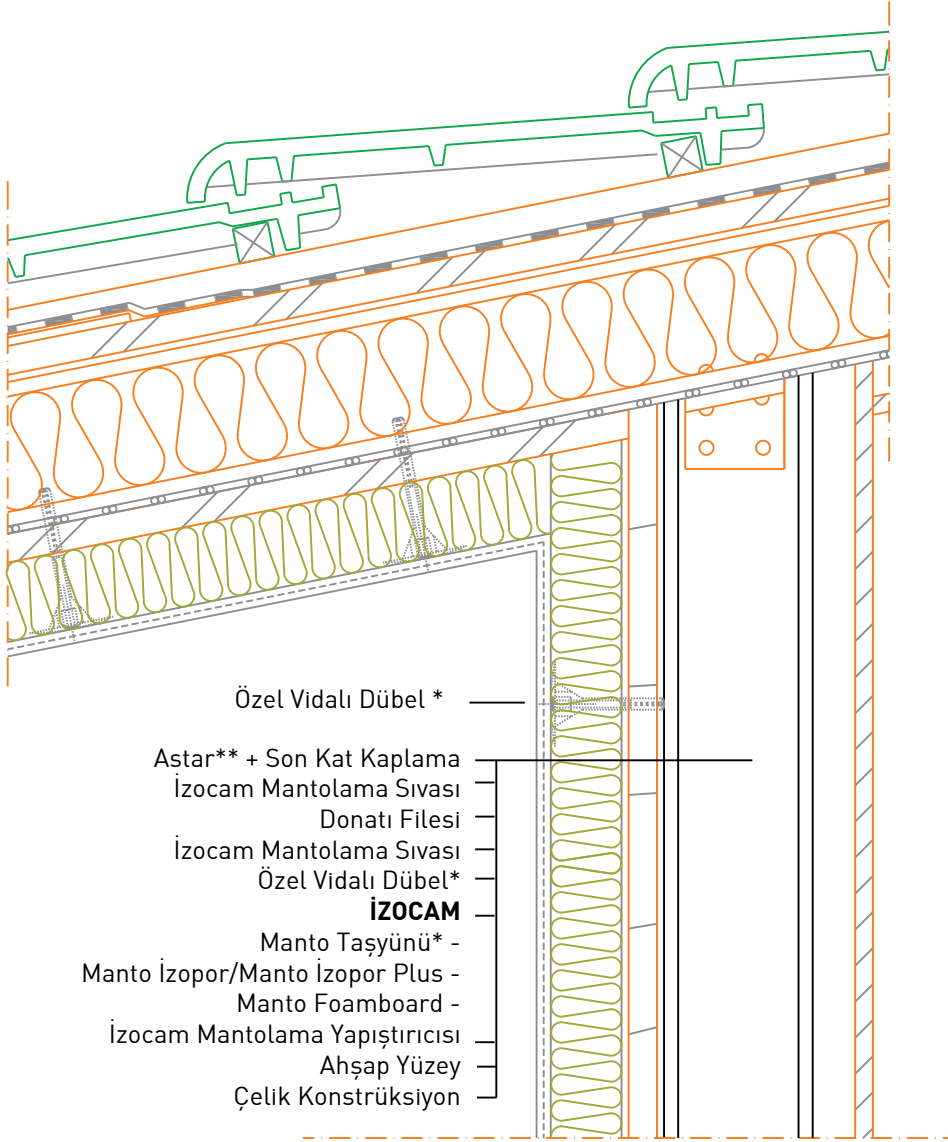 Özel Vidalı Dübel *
Astar** + Son Kat Kaplama
İzocam Mantolama Sıvası
Donatı Filesi
İzocam Mantolama Sıvası
Özel Vidalı Dübel*
İZOCAM
Manto Taşyünü* -
Manto İzopor/Manto İzopor Plus -
Manto Foamboard -
İzocam Mantolama Yapıştırıcısı
Ahşap Yüzey
Çelik Konstrüksiyon